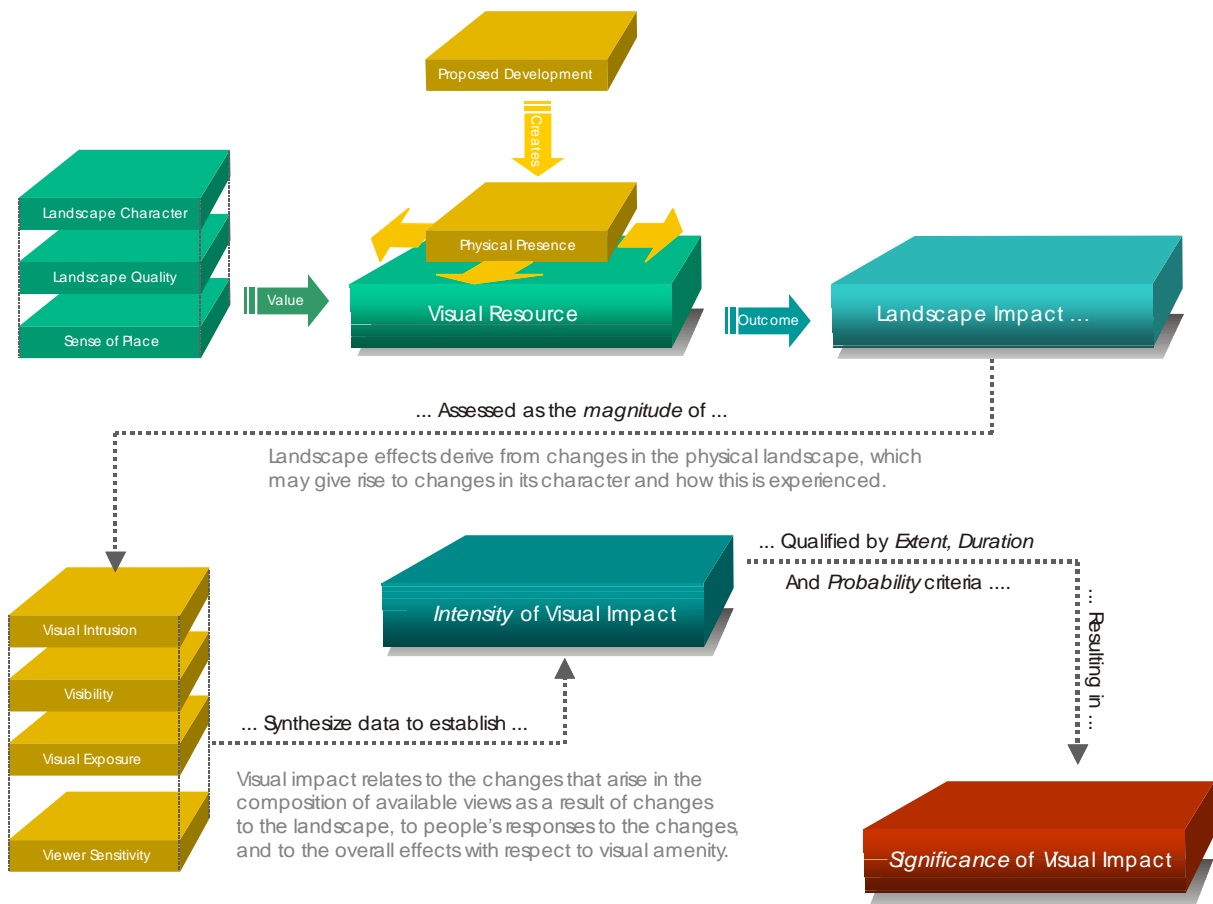 Proposed Development
Creates
Landscape Character
Landscape Quality
Sense of Place
Value
Physical Presence
Visual Resource
Outcome
Landscape Impact ...
... Assessed as the magnitude of ...
Landscape effects derive from changes in the physical landscape, which
may give rise to changes in its character and how this is experienced.
Visual Intrusion
Visibility
Visual Exposure
Viewer Sensitivity
... Synthesize data to establish ...
Visual impact relates to the changes that arise in the
composition of available views as a result of changes
to the landscape, to people’s responses to the changes,
and to the overall effects with respect to visual amenity.
Intensity of Visual Impact
... Qualified by Extent, Duration
And Probability criteria ....
... Resulting in ...
Significance of Visual Impact